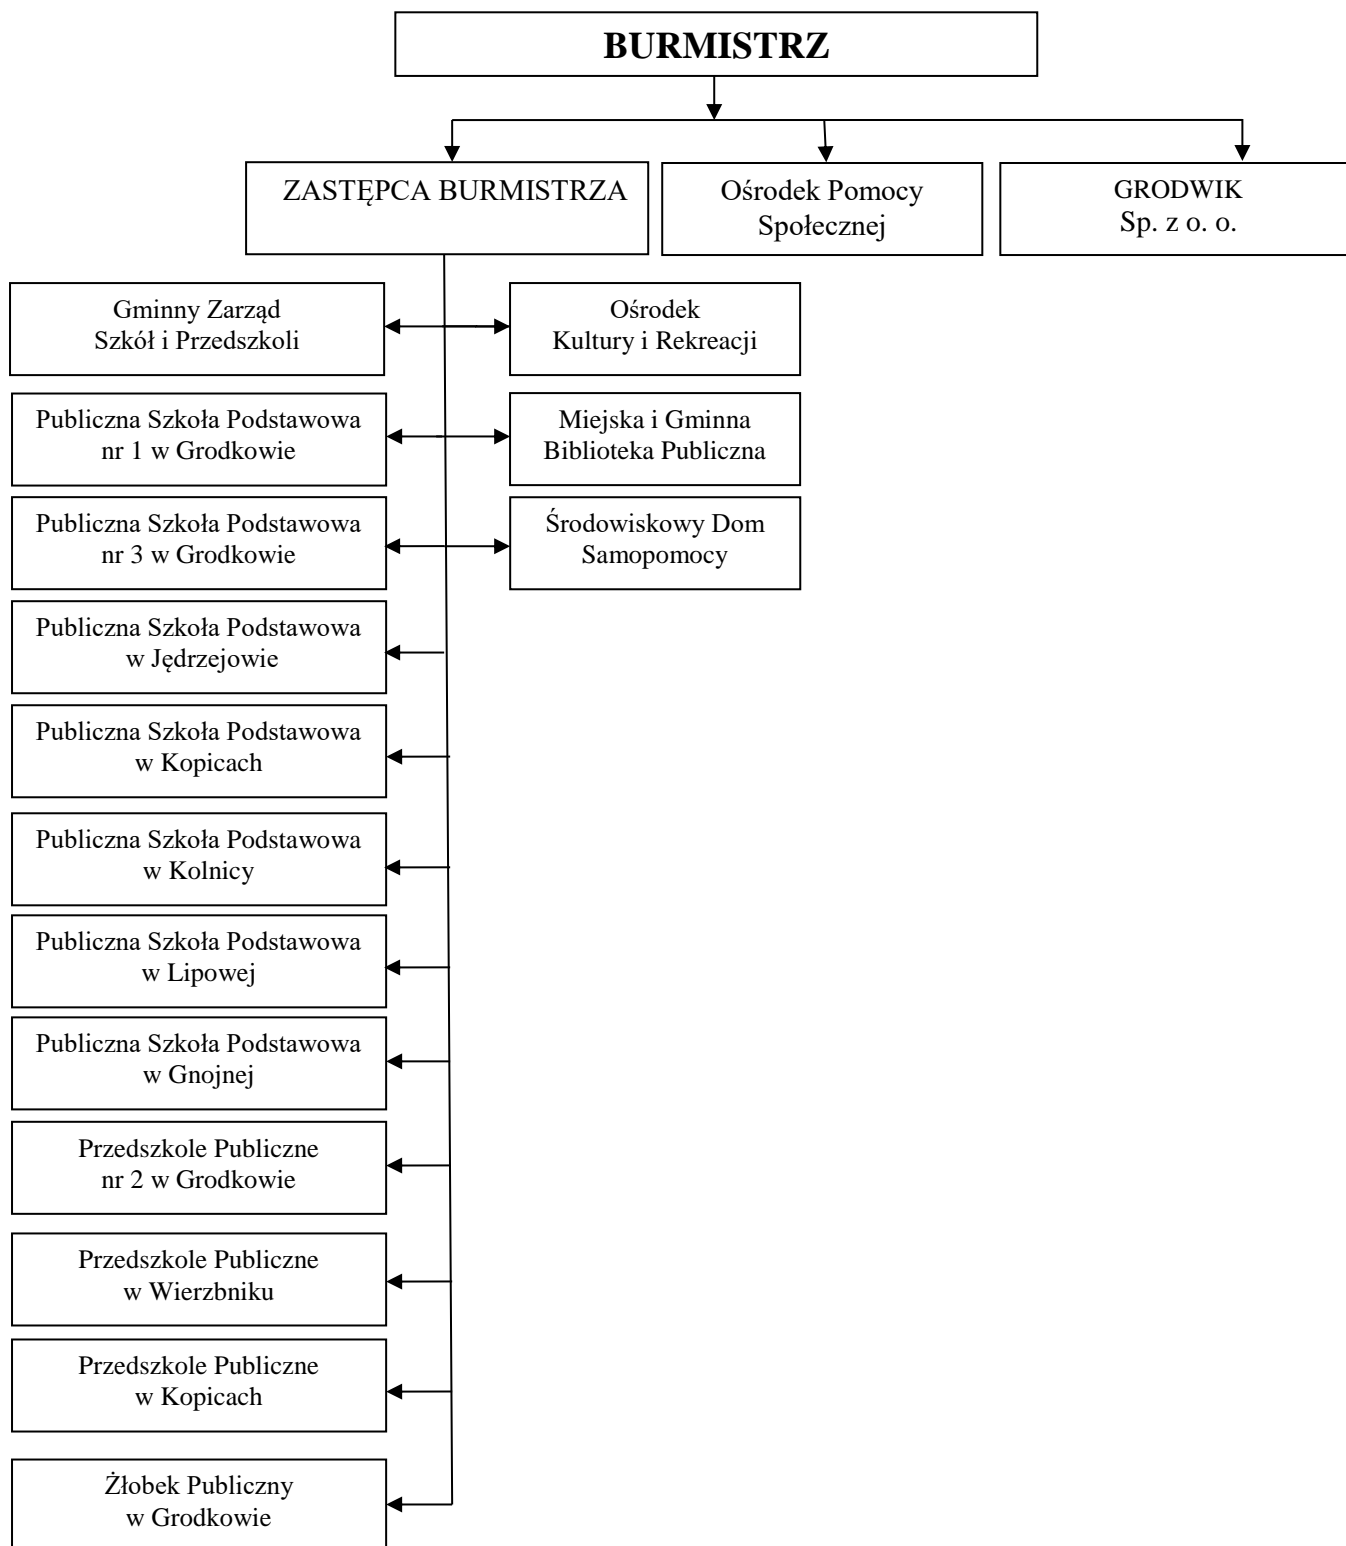 BURMISTRZ
ZASTĘPCA BURMISTRZA
Ośrodek Pomocy
Społecznej
GRODWIK
Sp. z o. o.
Gminny Zarząd
Szkół i Przedszkoli
Ośrodek
Kultury i Rekreacji
Publiczna Szkoła Podstawowa
nr 1 w Grodkowie
Miejska i Gminna
Biblioteka Publiczna
Publiczna Szkoła Podstawowa
nr 3 w Grodkowie
Środowiskowy Dom
Samopomocy
Publiczna Szkoła Podstawowa
w Jędrzejowie
Publiczna Szkoła Podstawowa
w Kopicach
Publiczna Szkoła Podstawowa
w Kolnicy
Publiczna Szkoła Podstawowa
w Lipowej
Publiczna Szkoła Podstawowa
w Gnojnej
Przedszkole Publiczne
nr 2 w Grodkowie
Przedszkole Publiczne
w Wierzbniku
Przedszkole Publiczne
w Kopicach
Żłobek Publiczny
w Grodkowie